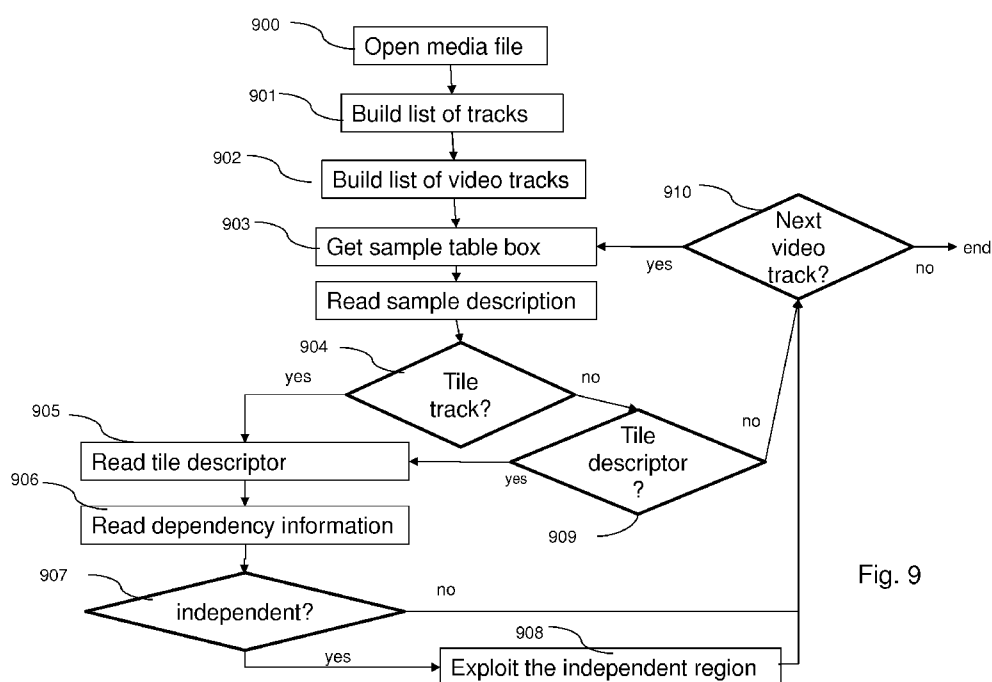 900
Open media file
901
Build list of tracks
902
Build list of video tracks
910
Next
video
track?
903
Get sample table box
yes
no
end
Read sample description
904
Tile
track?
yes
no
905
Read tile descriptor
Tile
descriptor
?
yes
no
909
906
Read dependency information
907
independent?
no
Fig. 9
yes
908
Exploit the independent region